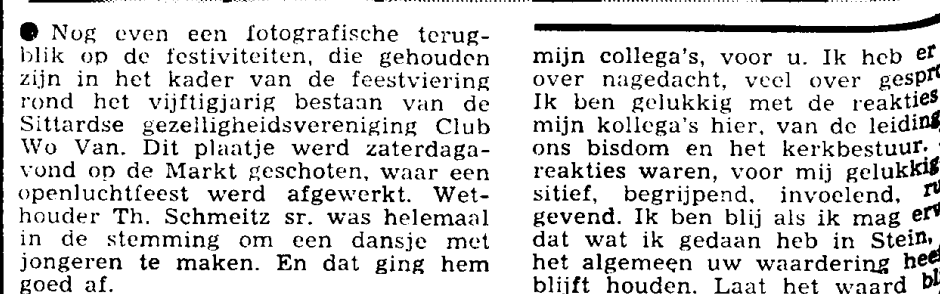 ● Nog even een fotografische terug-
blik op de festiviteiten, die gehouden
zijn in het kader van de feestviering
rond het vijftigjarig bestaan van de
Sittardse gezelligheidsvereniging Club
Wo Van. Dit plaatje werd zaterdaga-
vond op de Markt geschoten, waar een
openluchtfeest werd afgewerkt. Wet-
houder Th. Schmeitz sr. was helemaal
in de stemming om een dansje met
jongeren te maken. En dat ging hem
goed af.
mijn collega's, voor u. Ik heb er
over nagedacht, veel over gespro
Ik ben gelukkig met de reakties
mijn kollega's hier, van de leiding
ons bisdom en het kerkbestuur.
reakties waren, voor mij gelukkig
sitief, begrijpend, invoelend,
gevend. Ik ben blij als ik mag erv
dat wat ik gedaan heb in Stein,
het algemeen uw waardering heef
blijft houden. Laat het waard bl